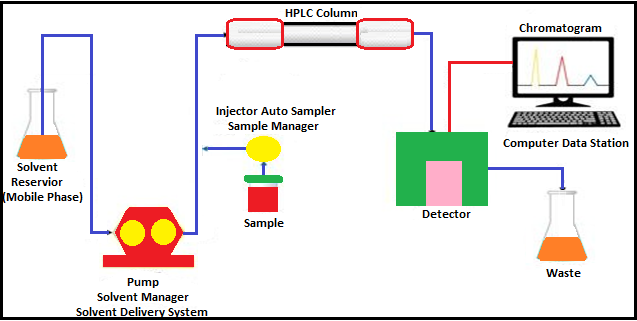 HPLC Column
Chromatogram
Injector Auto Sampler
Sample Manager
Computer Data Station
Solvent
Reservior
(Mobile Phase)
Sample
Detector
Waste
Pump
Solvent Manager
Solvent Delivery System